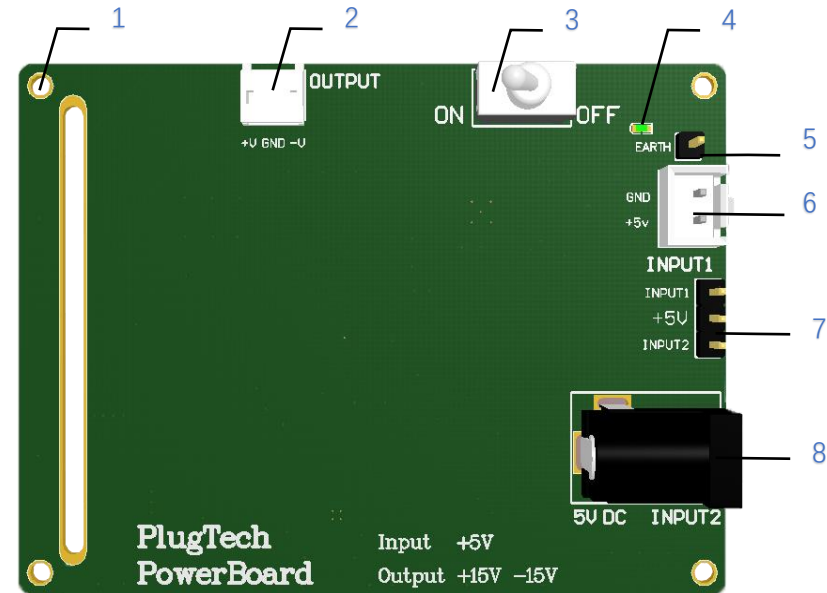 1 2 3 4
OUTPUT
ON OFF
+V GND -V
EARTH
5
GND
6
+5v
INPUT1
INPUT1
+5V
7
INPUT2
8
5V DC INPUT2
PlugTech
PowerBoard
Input +5V
Output +15V -15V